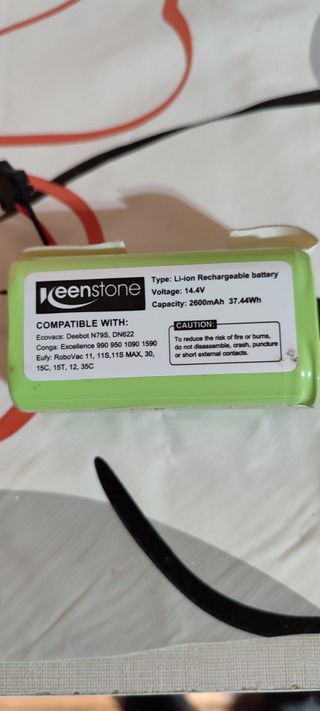 Keenstone
Type: Li-ion Rechargeable battery
Voltage: 14.4V
Capacity: 2600mAh 37.44Wh
COMPATIBLE WITH:
Ecovacs: Deebot N79S, DN622
Conga: Excellence 990 950 1090 1590
Eufy: RoboVac 11, 11S,11S MAX, 30,
15C, 15T, 12, 35C
CAUTION:
To reduce the risk of fire or burns,
do not disassemble, crash, puncture
or short external contacts.